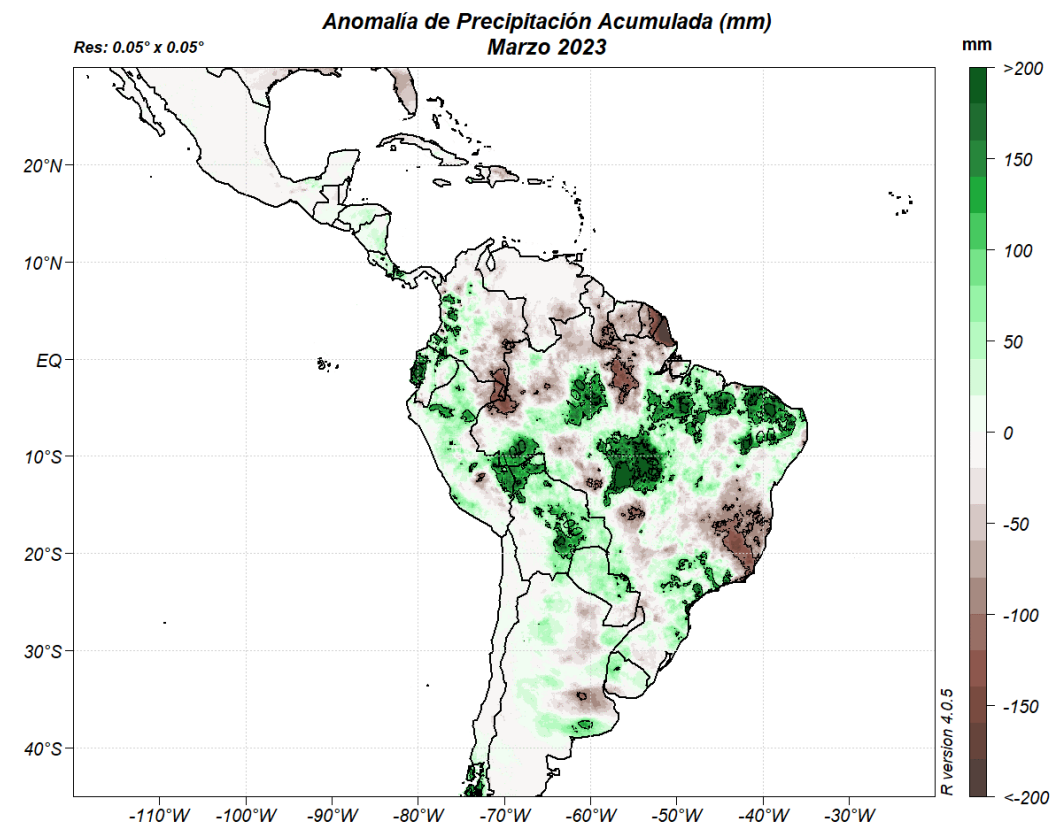 Anomalía de Precipitación Acumulada (mm)
Res: 0.05° x 0.05°
Marzo 2023
mm
>200
150
100
50
0
-50
-100
-150
<-200
20°N
10°N
EQ
10°S
20°S
30°S
40°S
-110°W -100°W -90°W -80°W -70°W -60°W -50°W -40°W -30°W
R version 4.0.5